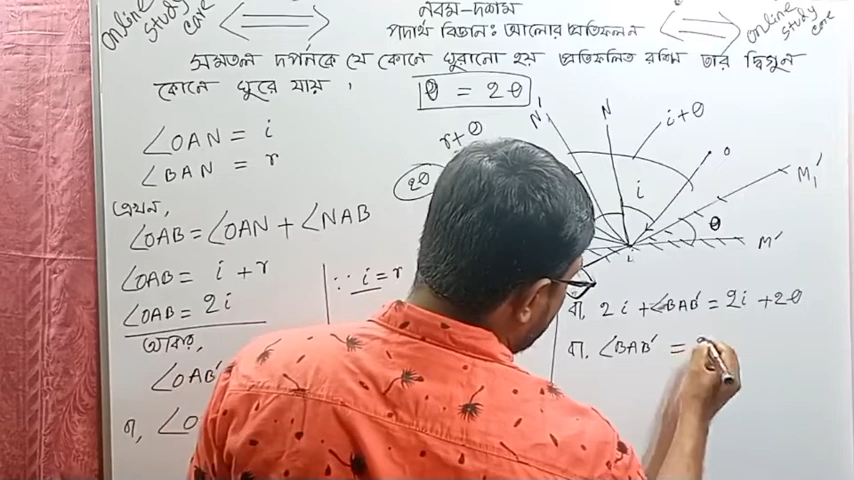 online study care
নবম-দশম
পদার্থ বিজ্ঞান: আলোর প্রতিফলন
online study care
সমতল দর্পনকে যে কোনে ঘুরানো হয় প্রতিফলিত রশ্মি তার দ্বিগুন
কোনে ঘুরে যায় ।
θ = 2θ
∠OAN = i
∠BAN = r
এখন,
∠OAB = ∠OAN + ∠NAB
∠OAB = i + r
∠OAB = 2i
∵ i = r
আবার,
∠OAB'
r+θ
2θ
N'
N
i+θ
O
i
M₁'
θ
M'
বা, 2i + ∠BAB' = 2i + 2θ
বা, ∠BAB' =